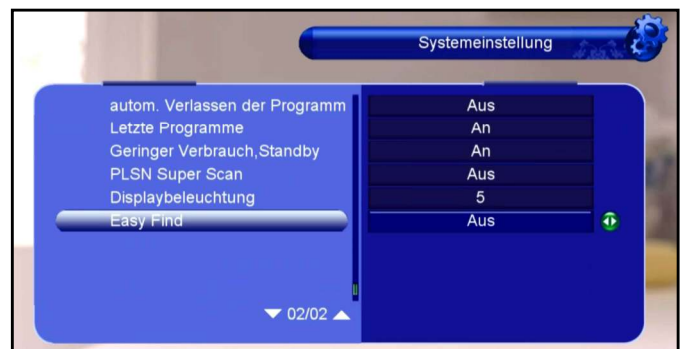 Systemeinstellung
autom. Verlassen der Programm Aus
Letzte Programme An
Geringer Verbrauch,Standby An
PLSN Super Scan Aus
Displaybeleuchtung 5
Easy Find Aus
02/02